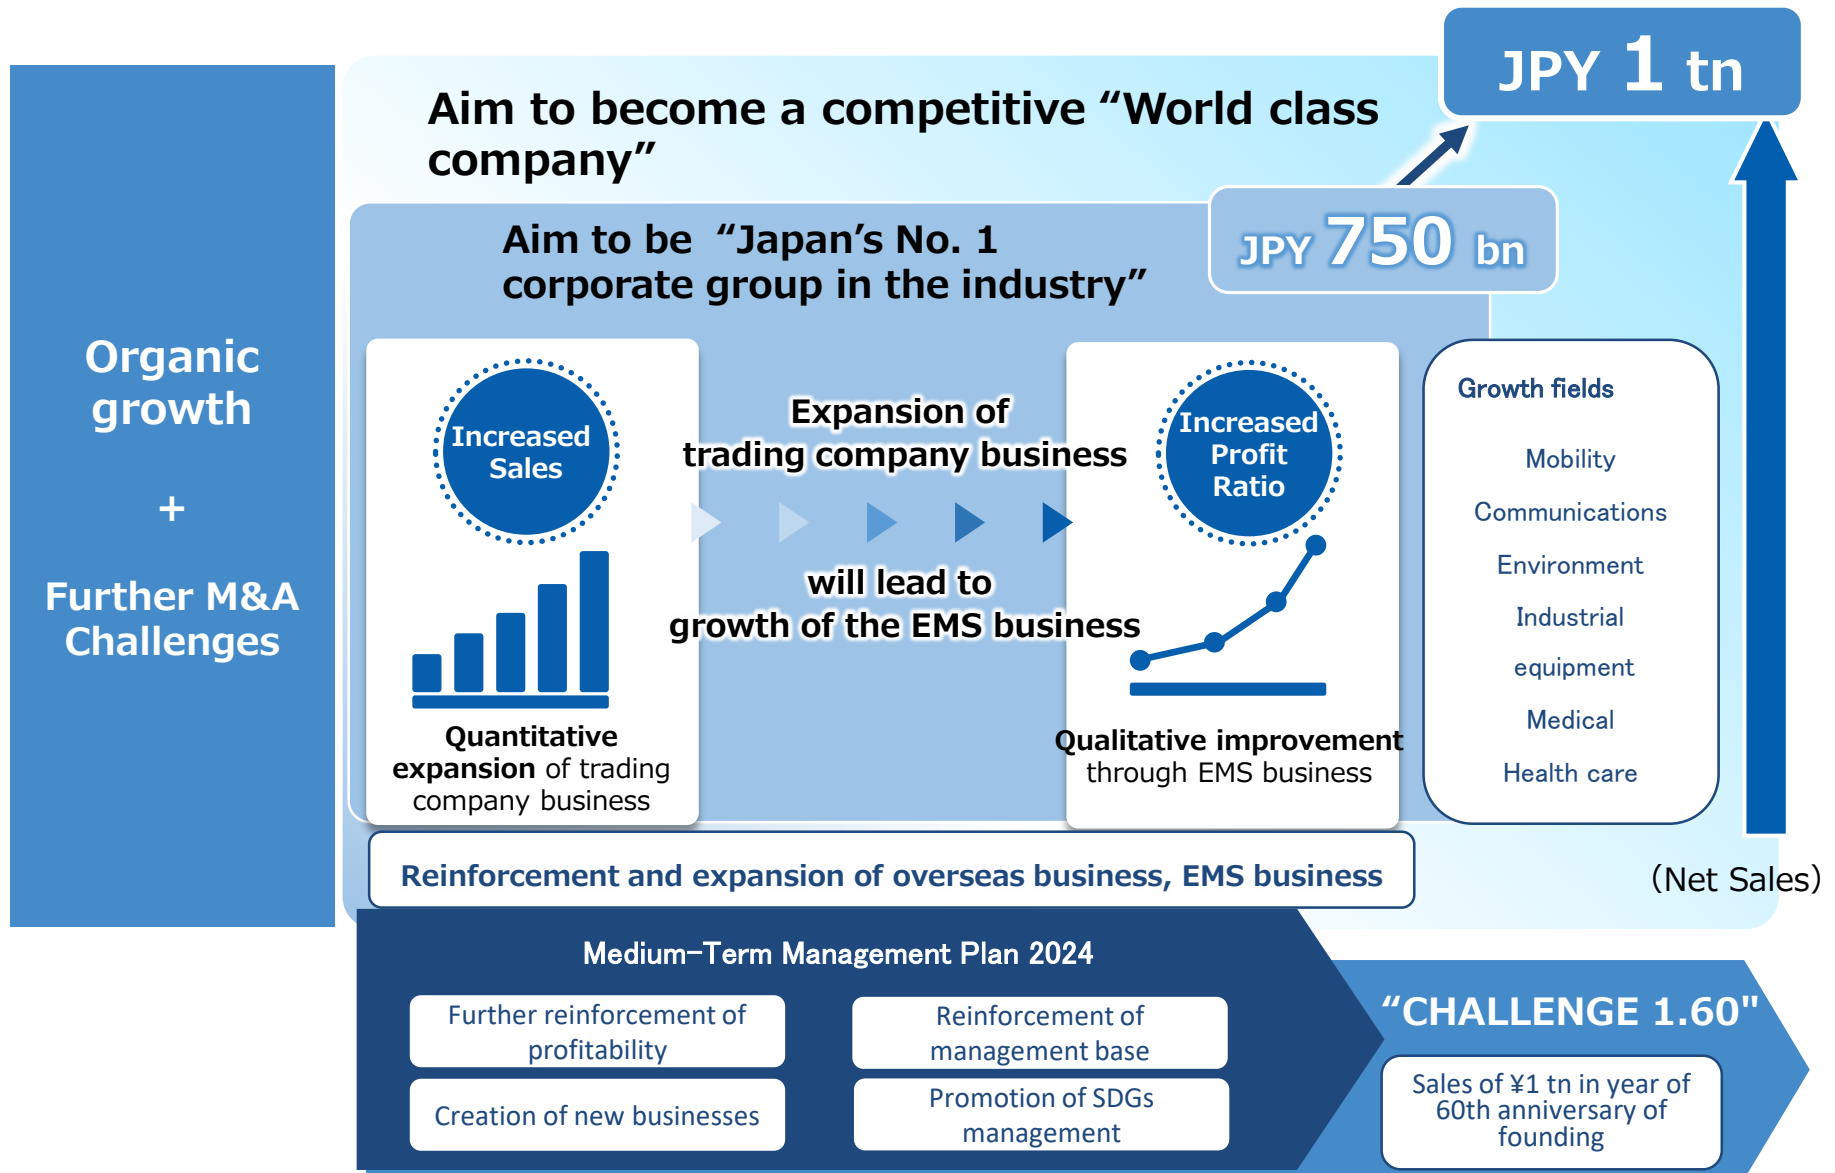 JPY 1 tn
Aim to become a competitive “World class
company”
Aim to be “Japan’s No. 1
corporate group in the industry”
JPY 750 bn
Organic
growth
+
Further M&A
Challenges
Increased
Sales
Quantitative
expansion of trading
company business
Expansion of
trading company business
will lead to
growth of the EMS business
Increased
Profit
Ratio
Qualitative improvement
through EMS business
Growth fields
Mobility
Communications
Environment
Industrial
equipment
Medical
Health care
Reinforcement and expansion of overseas business, EMS business
(Net Sales)
Medium-Term Management Plan 2024
Further reinforcement of
profitability
Reinforcement of
management base
Creation of new businesses
Promotion of SDGs
management
“CHALLENGE 1.60"
Sales of ¥1 tn in year of
60th anniversary of
founding